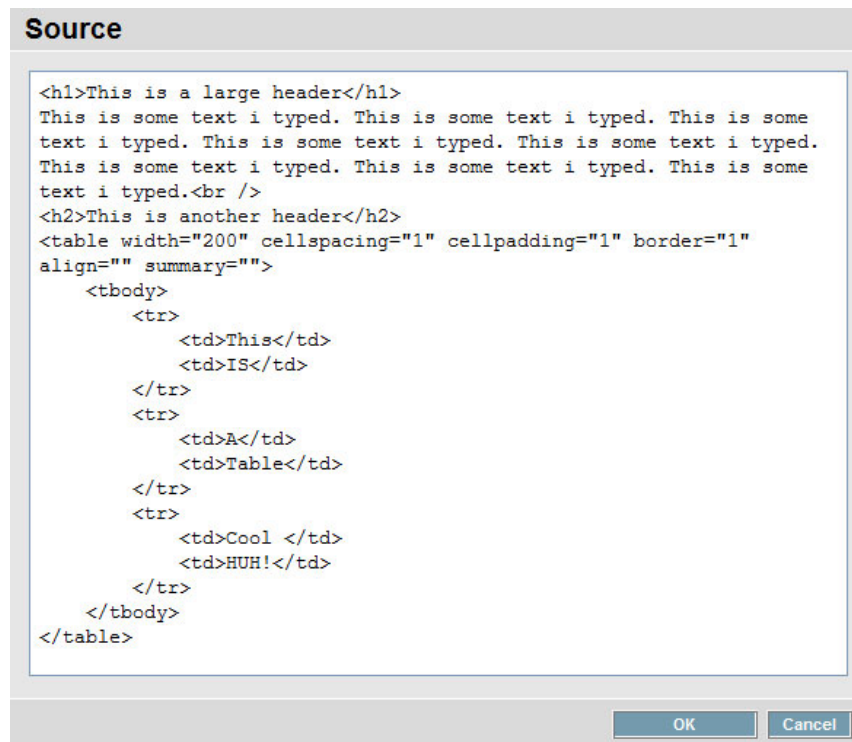 Source
<h1>This is a large header</h1>
This is some text i typed. This is some text i typed. This is some
text i typed. This is some text i typed. This is some text i typed.
This is some text i typed. This is some text i typed. This is some
text i typed.<br />
<h2>This is another header</h2>
<table width="200" cellspacing="1" cellpadding="1" border="1"
align="" summary="">
    <tbody>
        <tr>
            <td>This</td>
            <td>IS</td>
        </tr>
        <tr>
            <td>A</td>
            <td>Table</td>
        </tr>
        <tr>
            <td>Cool </td>
            <td>HUH!</td>
        </tr>
    </tbody>
</table>
OK Cancel